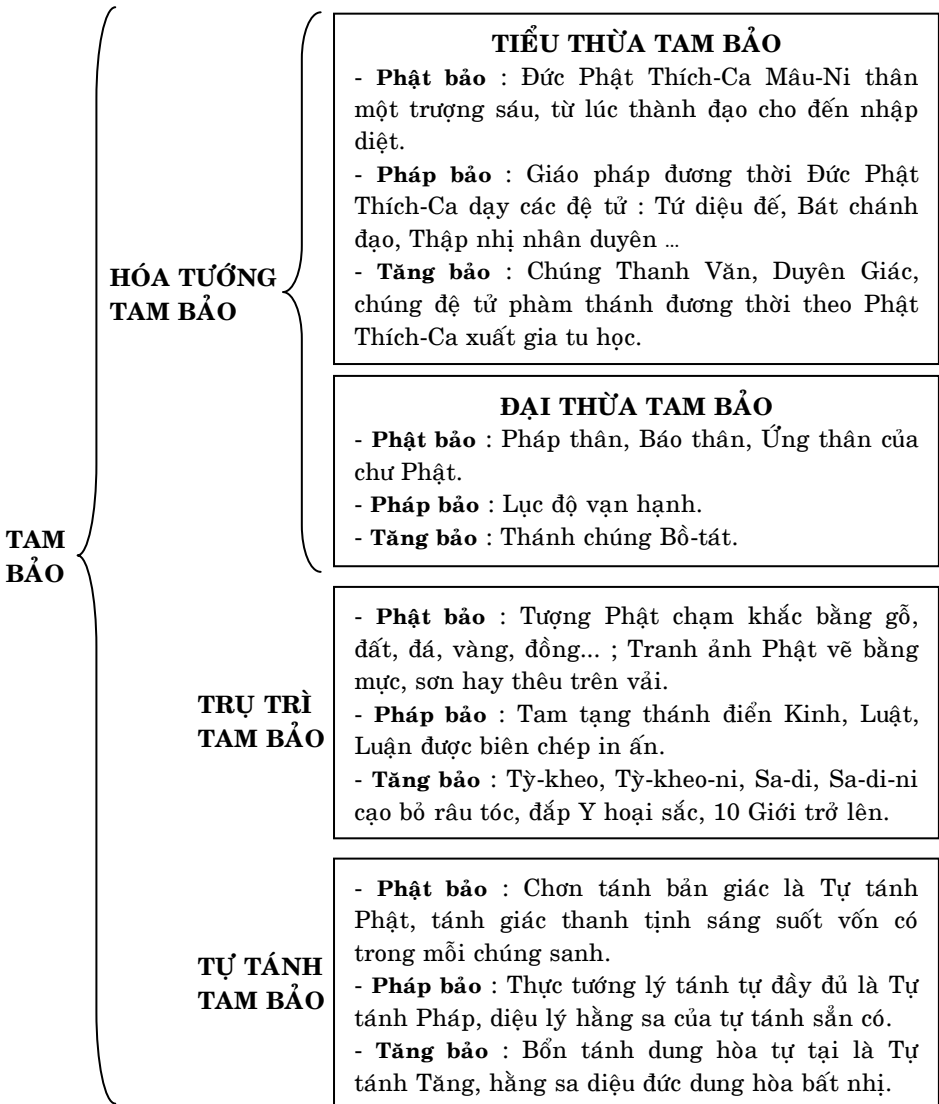 TAM
BẢO
HÓA TƯỚNG
TAM BẢO
TIỂU THỪA TAM BẢO
- Phật bảo : Đức Phật Thích-Ca Mâu-Ni thân
một trượng sáu, từ lúc thành đạo cho đến nhập
diệt.
- Pháp bảo : Giáo pháp đương thời Đức Phật
Thích-Ca dạy các đệ tử : Tứ diệu đế, Bát chánh
đạo, Thập nhị nhân duyên ...
- Tăng bảo : Chúng Thanh Văn, Duyên Giác,
chúng đệ tử phàm thánh đương thời theo Phật
Thích-Ca xuất gia tu học.
ĐẠI THỪA TAM BẢO
- Phật bảo : Pháp thân, Báo thân, Ứng thân của
chư Phật.
- Pháp bảo : Lục độ vạn hạnh.
- Tăng bảo : Thánh chúng Bồ-tát.
TRỤ TRÌ
TAM BẢO
- Phật bảo : Tượng Phật chạm khắc bằng gỗ,
đất, đá, vàng, đồng... ; Tranh ảnh Phật vẽ bằng
mực, sơn hay thêu trên vải.
- Pháp bảo : Tam tạng thánh điển Kinh, Luật,
Luận được biên chép in ấn.
- Tăng bảo : Tỳ-kheo, Tỳ-kheo-ni, Sa-di, Sa-di-ni
cạo bỏ râu tóc, đắp Y hoại sắc, 10 Giới trở lên.
TỰ TÁNH
TAM BẢO
- Phật bảo : Chơn tánh bản giác là Tự tánh
Phật, tánh giác thanh tịnh sáng suốt vốn có
trong mỗi chúng sanh.
- Pháp bảo : Thực tướng lý tánh tự đầy đủ là Tự
tánh Pháp, diệu lý hằng sa của tự tánh sẳn có.
- Tăng bảo : Bổn tánh dung hòa tự tại là Tự
tánh Tăng, hằng sa diệu đức dung hòa bất nhị.